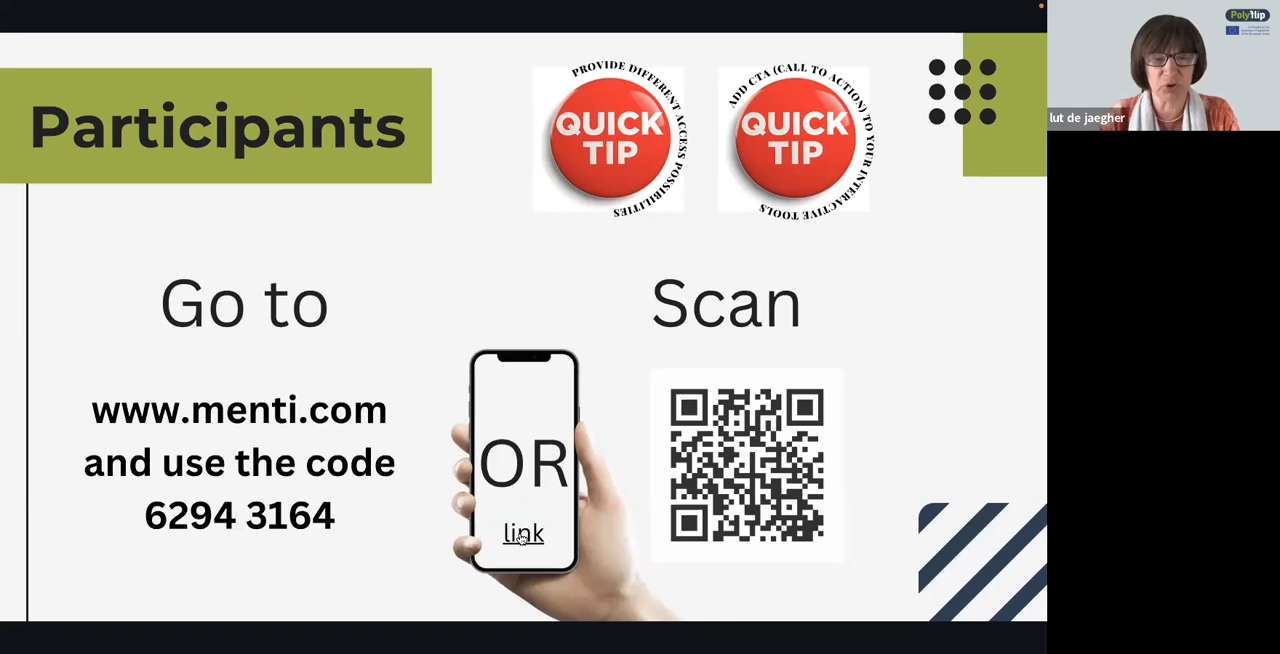 Participants
PROVIDE DIFFERENT ACCESS POSSIBILITIES
QUICK
TIP
ADD CTA (CALL TO ACTION) TO YOUR INTERACTIVE TOOLS
QUICK
TIP
Polyflip
lut de jaegher
Go to
www.menti.com
and use the code
6294 3164
OR
link
Scan